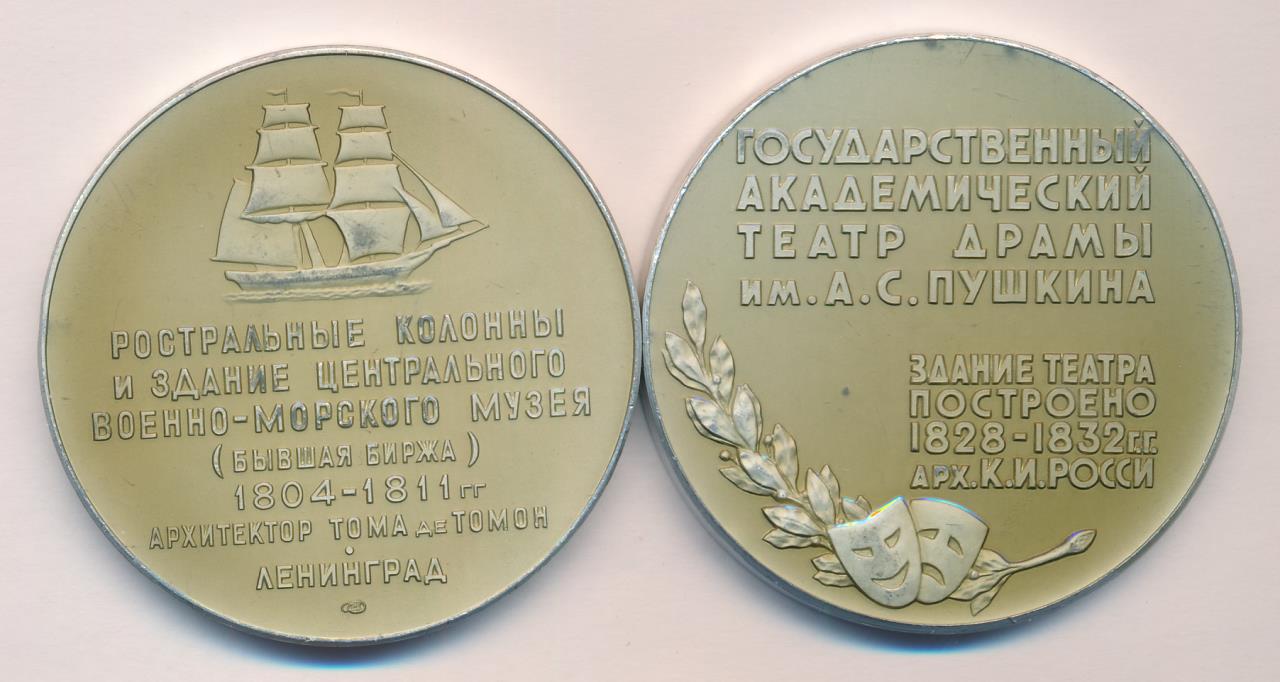 РОСТРАЛЬНЫЕ КОЛОННЫ
И ЗДАНИЕ ЦЕНТРАЛЬНОГО
ВОЕННО-МОРСКОГО МУЗЕЯ
(БЫВШАЯ БИРЖА)
1804-1811 гг
АРХИТЕКТОР ТОМА ДЕ ТОМОН
ЛЕНИНГРАД
ГОСУДАРСТВЕННЫЙ
АКАДЕМИЧЕСКИЙ
ТЕАТР ДРАМЫ
им. А.С. ПУШКИНА
ЗДАНИЕ ТЕАТРА
ПОСТРОЕНО
1828-1832 г.г.
АРХ. К.И. РОССИ